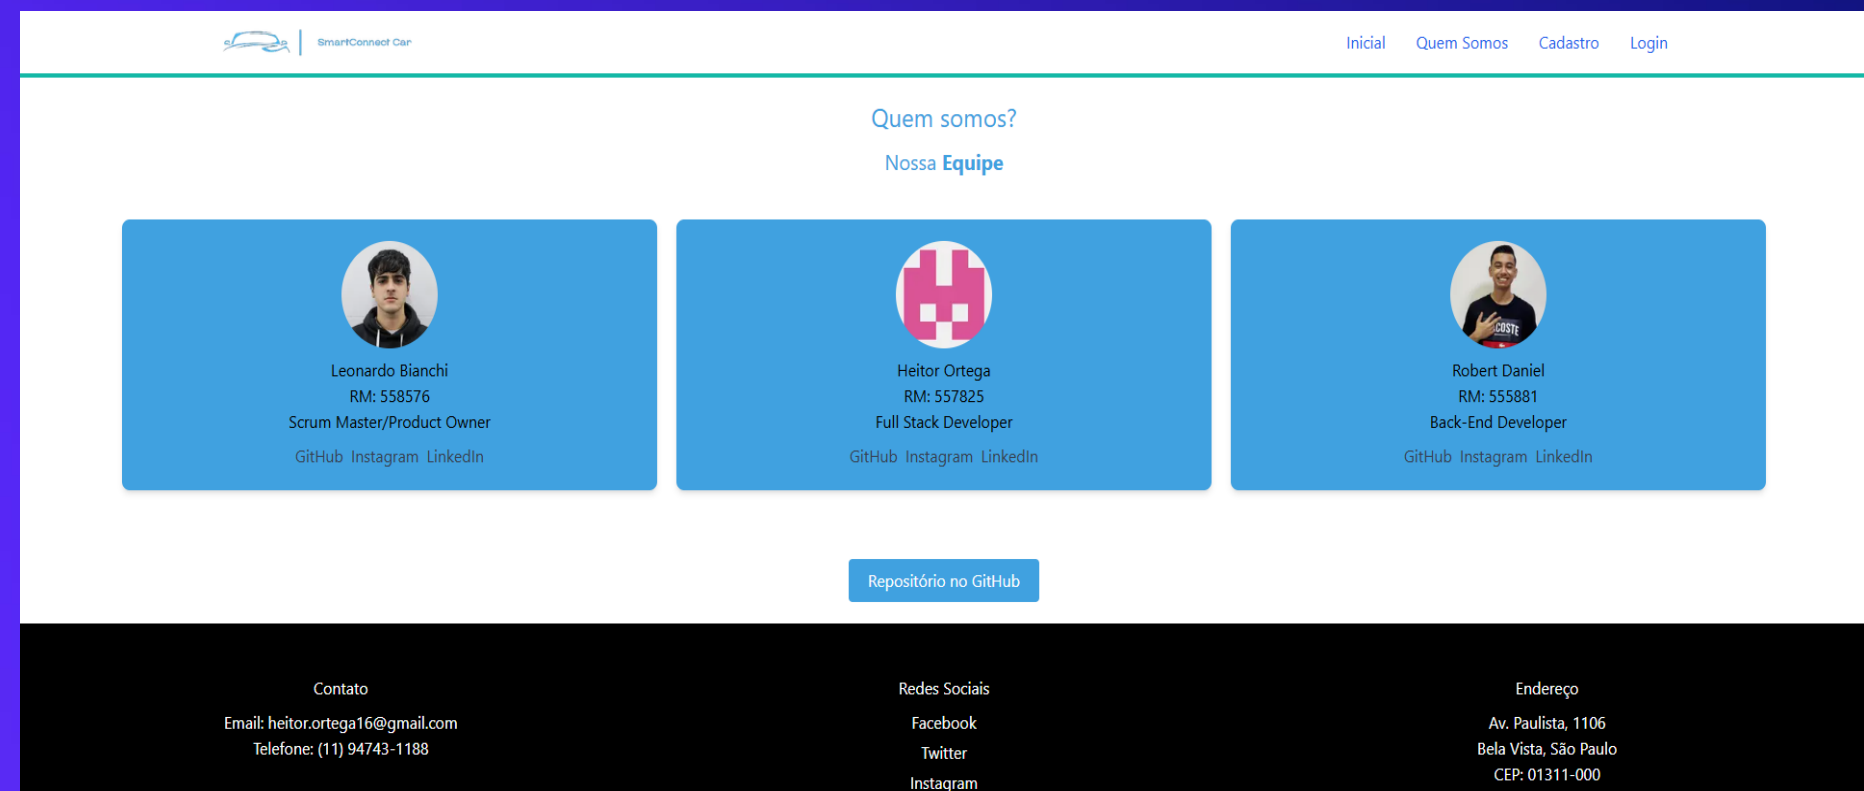 SmartConnect Car
Inicial Quem Somos Cadastro Login
Quem somos?
Nossa Equipe
Leonardo Bianchi
RM: 558576
Scrum Master/Product Owner
GitHub Instagram LinkedIn
Heitor Ortega
RM: 557825
Full Stack Developer
GitHub Instagram LinkedIn
COSTE
Robert Daniel
RM: 555881
Back-End Developer
GitHub Instagram LinkedIn
Repositório no GitHub
Contato
Email: heitor.ortega16@gmail.com
Telefone: (11) 94743-1188
Redes Sociais
Facebook
Twitter
Instagram
Endereço
Av. Paulista, 1106
Bela Vista, São Paulo
CEP: 01311-000